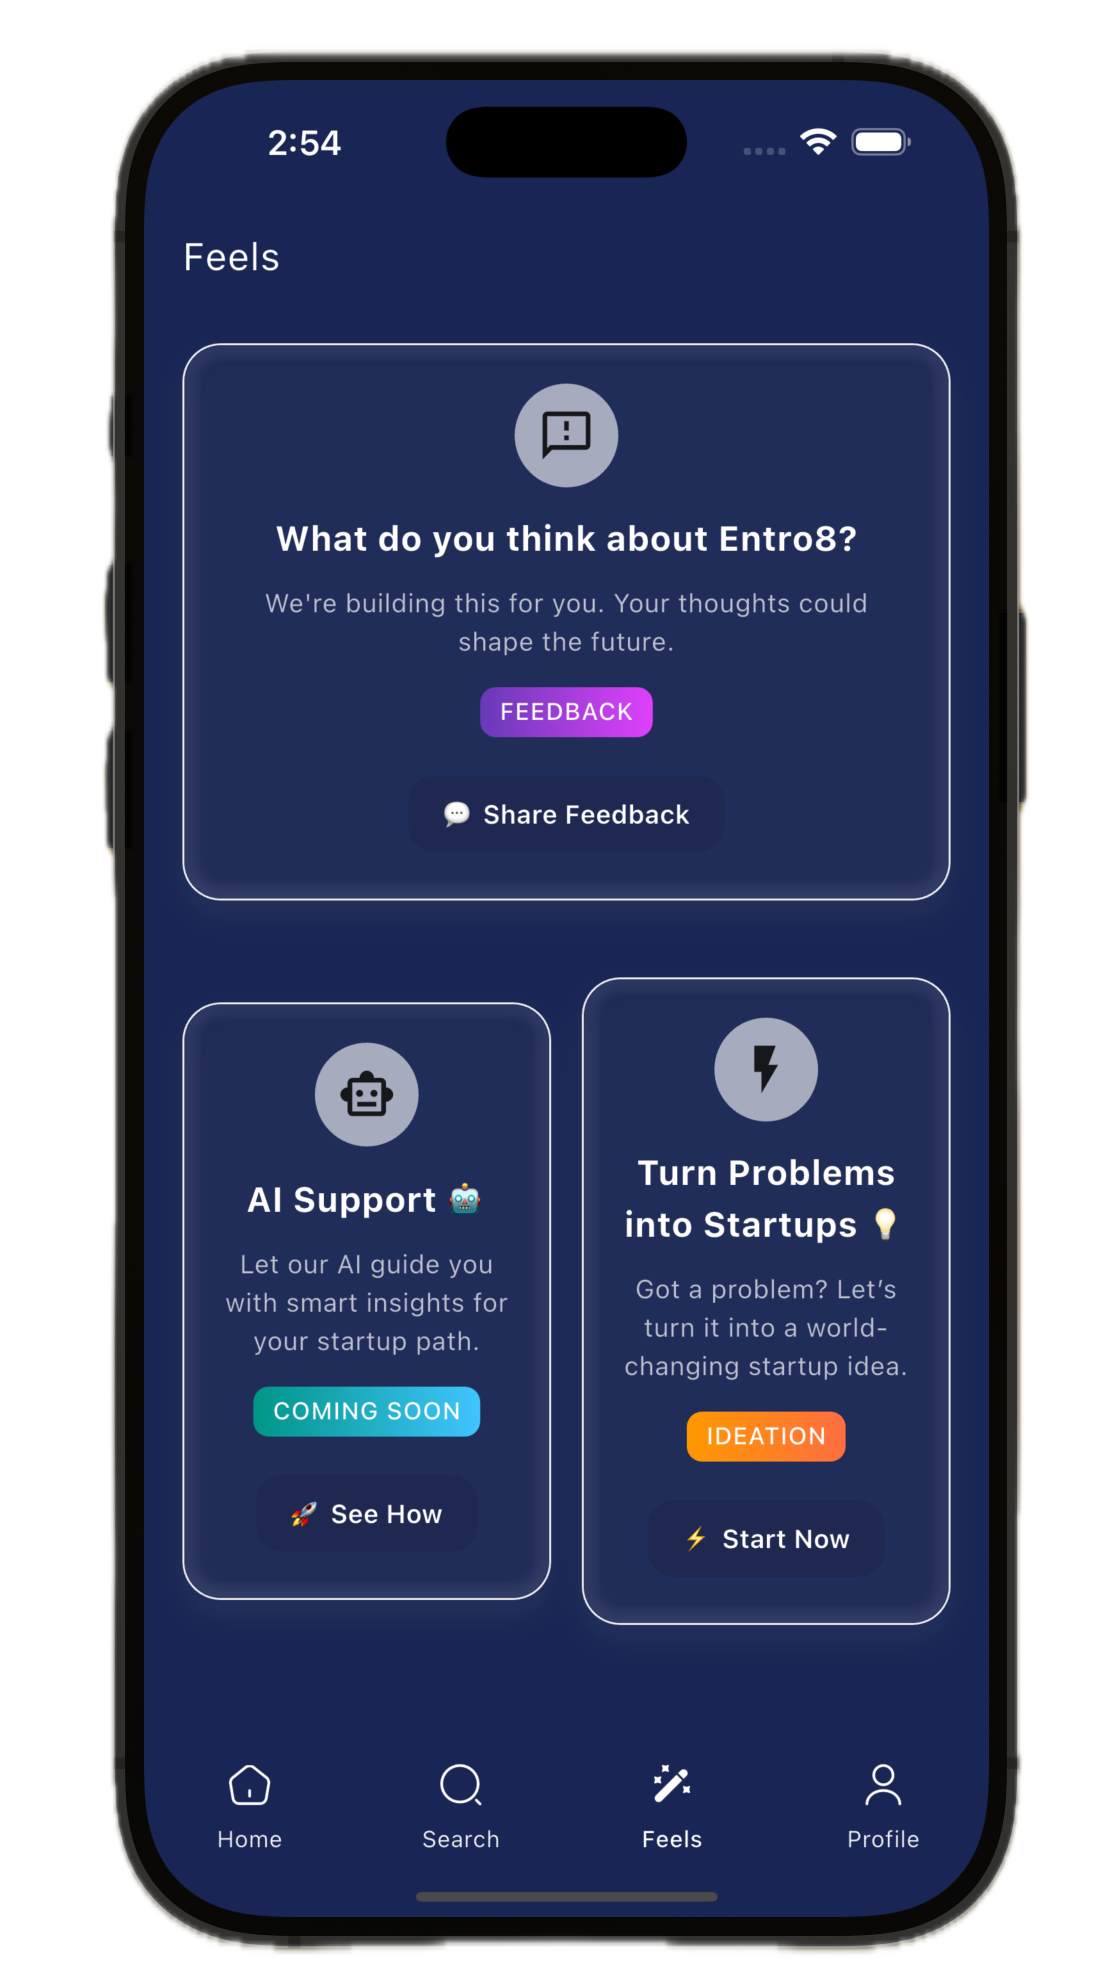 2:54
Feels
What do you think about Entro8?
We're building this for you. Your thoughts could
shape the future.
FEEDBACK
💬 Share Feedback
AI Support 🤖
Let our AI guide you
with smart insights for
your startup path.
COMING SOON
🚀 See How
Turn Problems
into Startups 💡
Got a problem? Let’s
turn it into a world-
changing startup idea.
IDEATION
⚡ Start Now
Home
Search
Feels
Profile